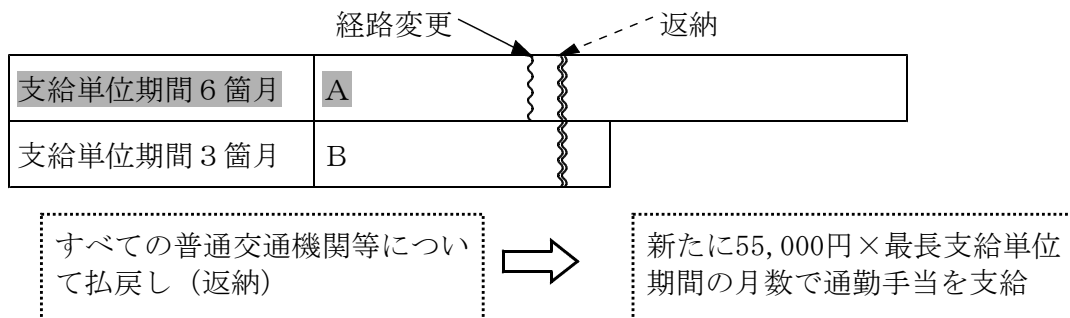 経路変更 返納
支給単位期間６箇月 Ａ
支給単位期間３箇月 Ｂ
すべての普通交通機関等につい
て払戻し（返納）
新たに55,000円×最長支給単位
期間の月数で通勤手当を支給